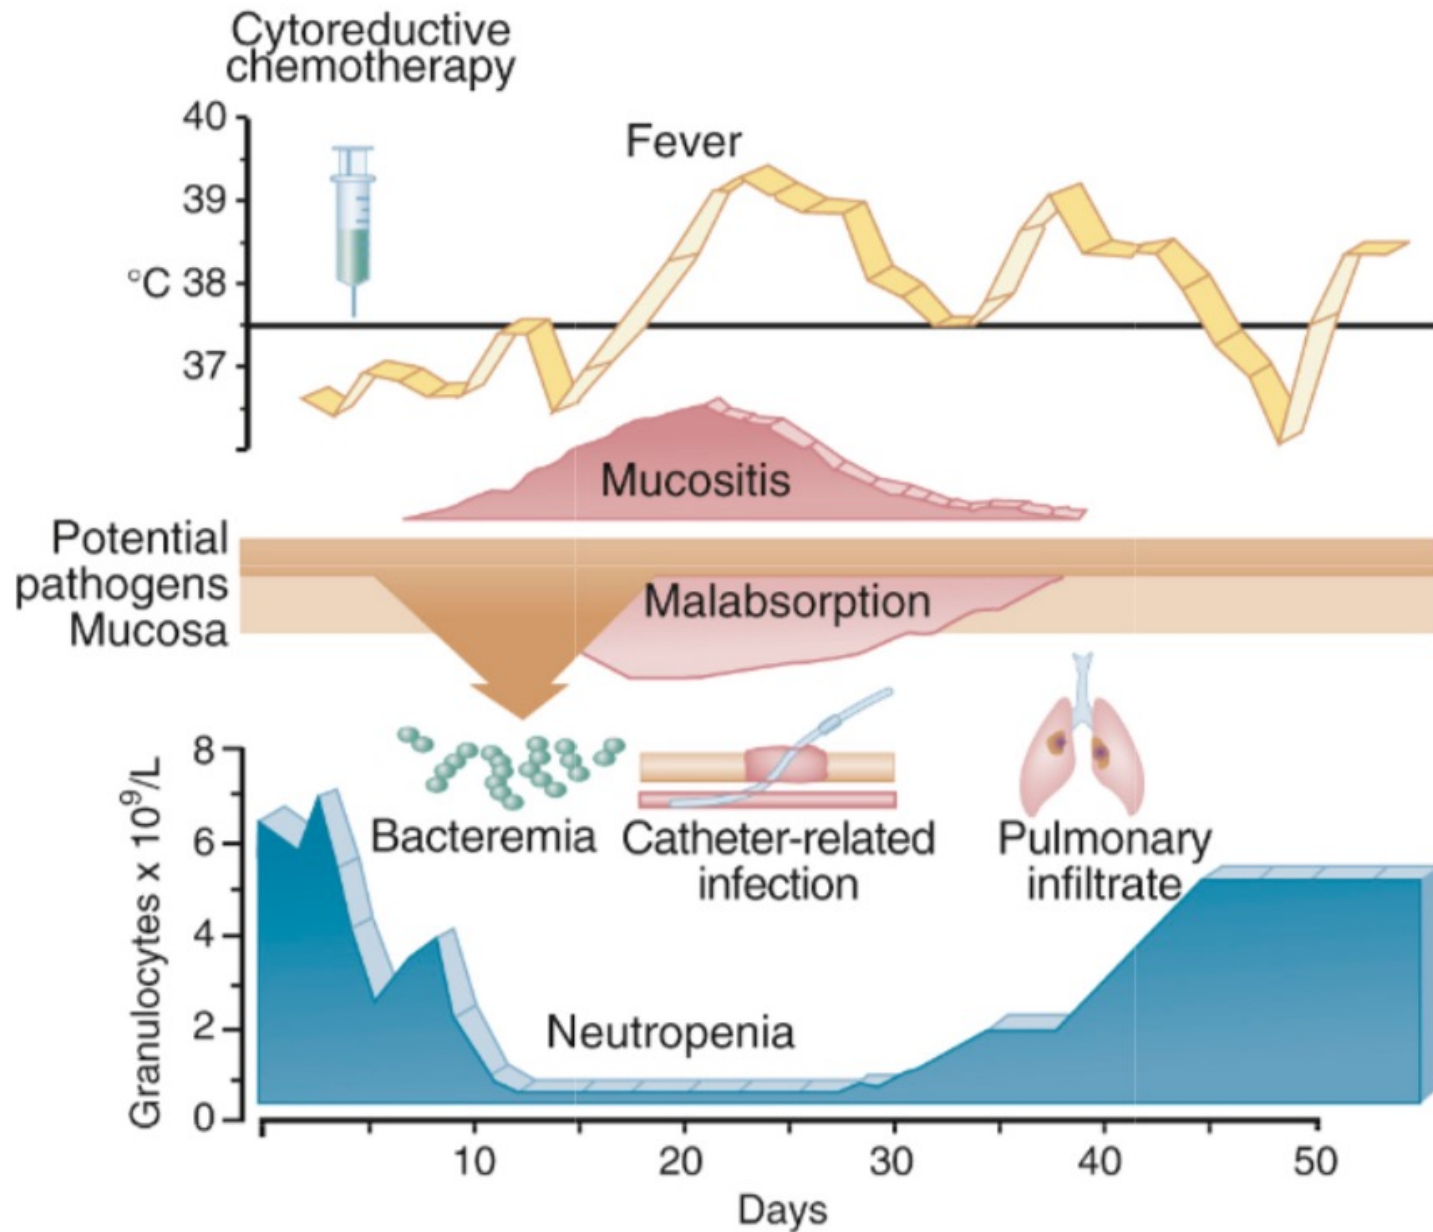 Cytoreductive
chemotherapy
40
Fever
39
°C 38
37
Mucositis
Potential
pathogens
Mucosa
Malabsorption
8
6
4
2
0
Granulocytes x 10⁹/L
Bacteremia
Catheter-related
infection
Pulmonary
infiltrate
Neutropenia
10 20 30 40 50
Days